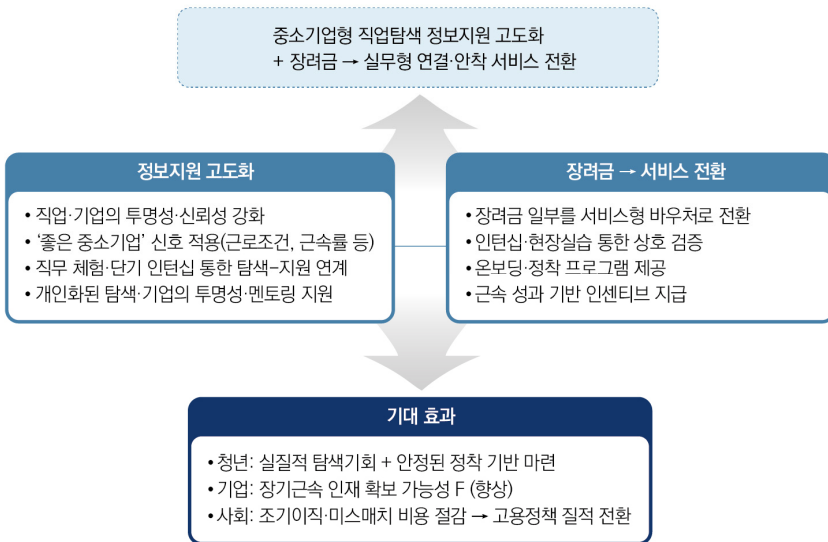 중소기업형 직업탐색 정보지원 고도화
+ 장려금 → 실무형 연결·안착 서비스 전환
정보지원 고도화
• 직업·기업의 투명성·신뢰성 강화
• ‘좋은 중소기업’ 신호 적용(근로조건, 근속률 등)
• 직무 체험·단기 인턴십 통한 탐색–지원 연계
• 개인화된 탐색·기업의 투명성·멘토링 지원
장려금 → 서비스 전환
• 장려금 일부를 서비스형 바우처로 전환
• 인턴십·현장실습 통한 상호 검증
• 온보딩·정착 프로그램 제공
• 근속 성과 기반 인센티브 지급
기대 효과
• 청년: 실질적 탐색기회 + 안정된 정착 기반 마련
• 기업: 장기근속 인재 확보 가능성 F (향상)
• 사회: 조기이직·미스매치 비용 절감 → 고용정책 질적 전환